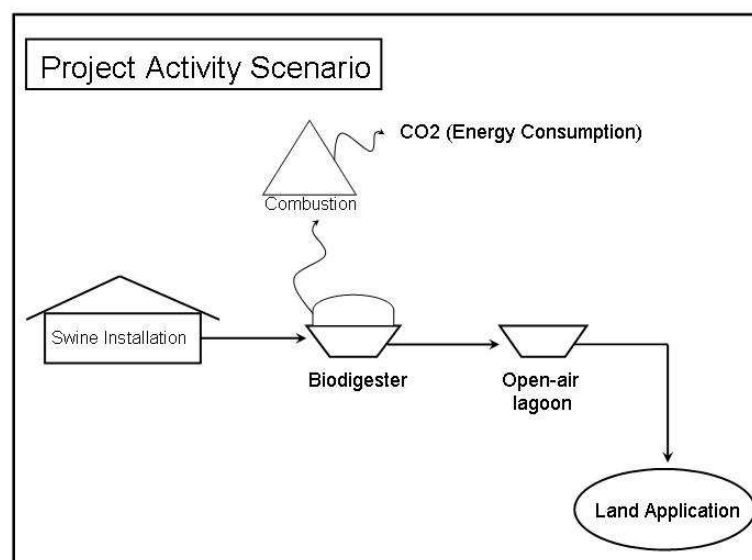 Project Activity Scenario
CO2 (Energy Consumption)
Combustion
Swine Installation
Biodigester
Open-air
lagoon
Land Application